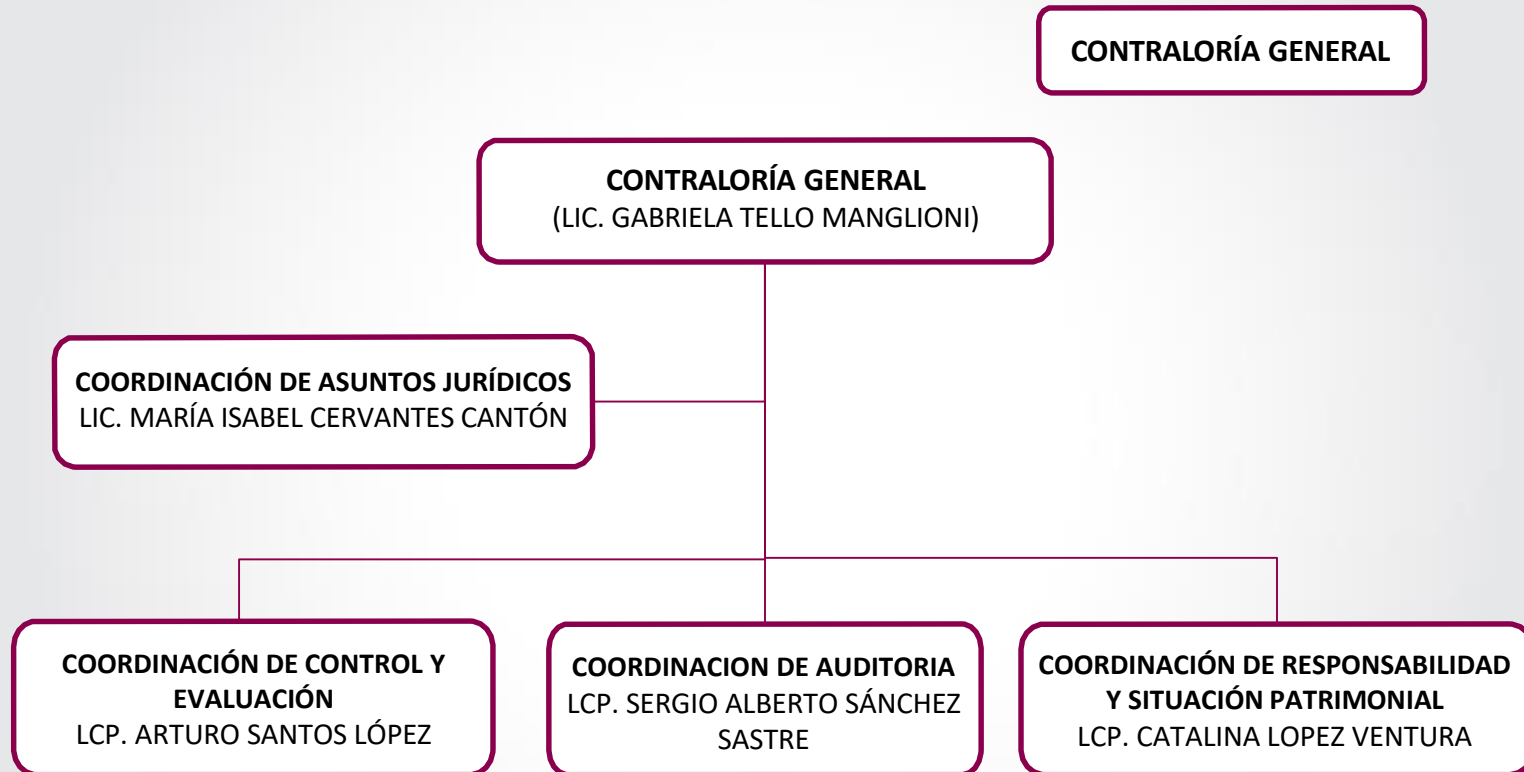 CONTRALORÍA GENERAL
CONTRALORÍA GENERAL
(LIC. GABRIELA TELLO MANGLIONI)
COORDINACIÓN DE ASUNTOS JURÍDICOS
LIC. MARÍA ISABEL CERVANTES CANTÓN
COORDINACIÓN DE CONTROL Y
EVALUACIÓN
LCP. ARTURO SANTOS LÓPEZ
COORDINACION DE AUDITORIA
LCP. SERGIO ALBERTO SÁNCHEZ
SASTRE
COORDINACIÓN DE RESPONSABILIDAD
Y SITUACIÓN PATRIMONIAL
LCP. CATALINA LOPEZ VENTURA